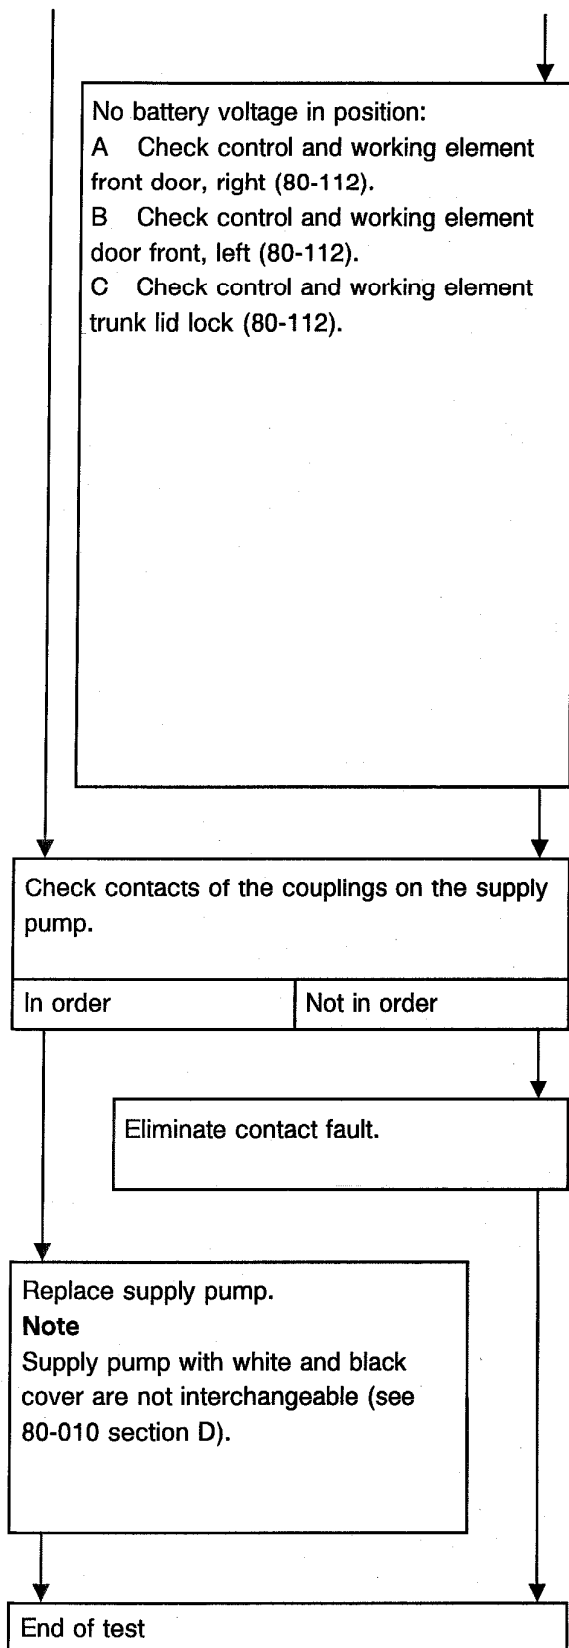 No battery voltage in position:
A Check control and working element
front door, right (80-112).
B Check control and working element
door front, left (80-112).
C Check control and working element
trunk lid lock (80-112).
Check contacts of the couplings on the supply
pump.
In order
Not in order
Eliminate contact fault.
Replace supply pump.
Note
Supply pump with white and black
cover are not interchangeable (see
80-010 section D).
End of test